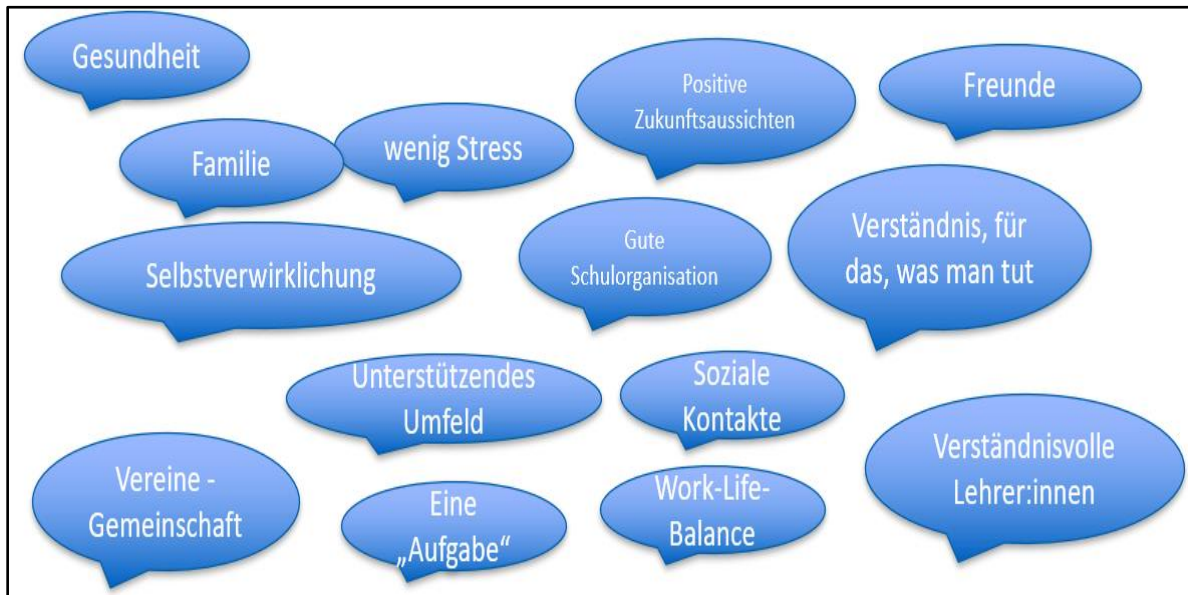 Gesundheit
Positive
Zukunftsaussichten
Freunde
Familie
wenig Stress
Selbstverwirklichung
Gute
Schulorganisation
Verständnis, für
das, was man tut
Unterstützendes
Umfeld
Soziale
Kontakte
Vereine -
Gemeinschaft
Eine
„Aufgabe“
Work-Life-
Balance
Verständnisvolle
Lehrer:innen